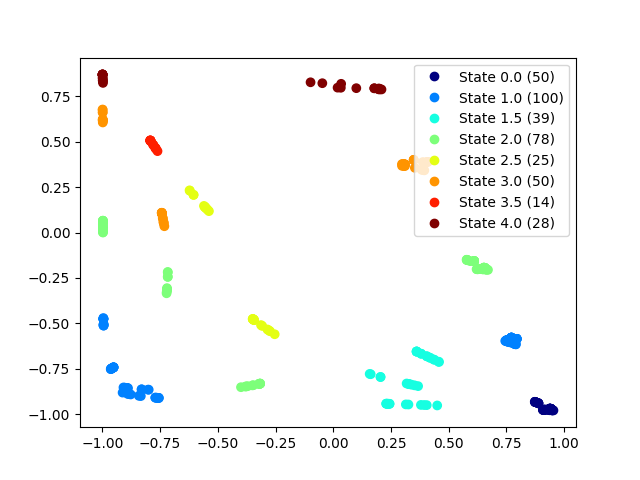 State 0.0 (50)
State 1.0 (100)
State 1.5 (39)
State 2.0 (78)
State 2.5 (25)
State 3.0 (50)
State 3.5 (14)
State 4.0 (28)
0.75
0.50
0.25
0.00
−0.25
−0.50
−0.75
−1.00
−1.00 −0.75 −0.50 −0.25 0.00 0.25 0.50 0.75 1.00